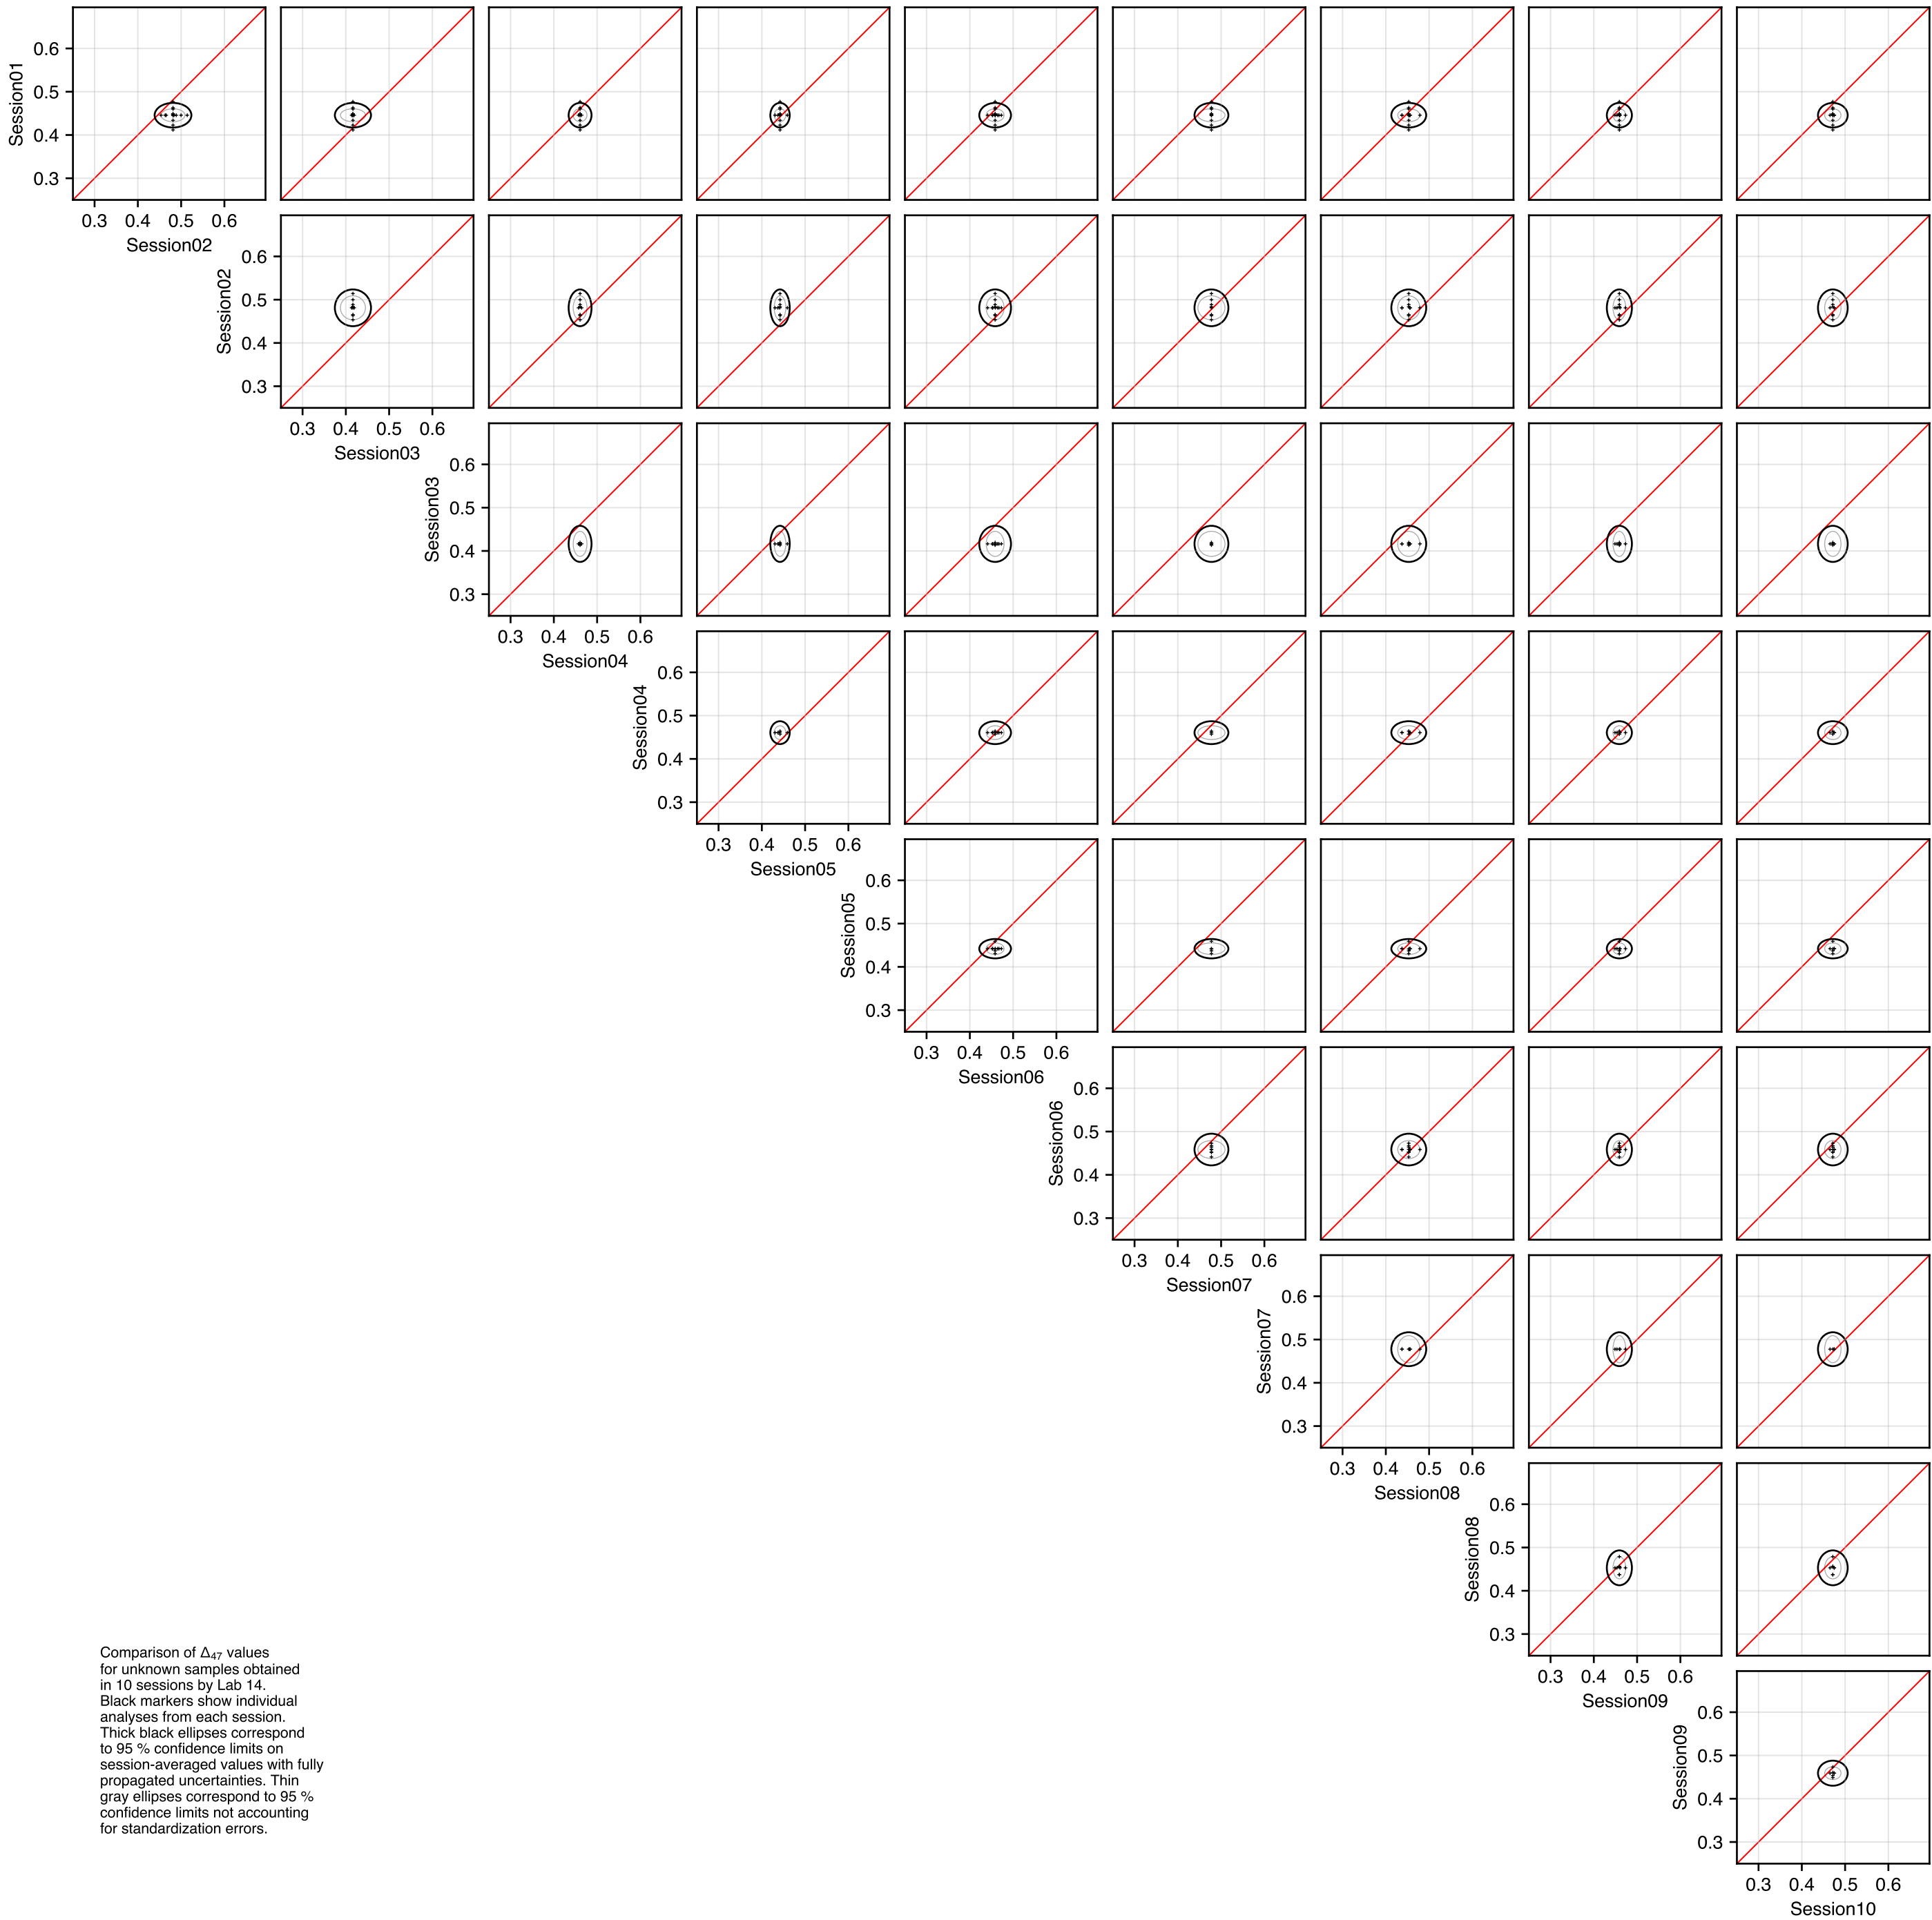 Session01
0.6
0.5
0.4
0.3
0.3 0.4 0.5 0.6
Session02
Session02
0.6
0.5
0.4
0.3
0.3 0.4 0.5 0.6
Session03
Session03
0.6
0.5
0.4
0.3
0.3 0.4 0.5 0.6
Session04
Session04
0.6
0.5
0.4
0.3
0.3 0.4 0.5 0.6
Session05
Session05
0.6
0.5
0.4
0.3
0.3 0.4 0.5 0.6
Session06
Session06
0.6
0.5
0.4
0.3
0.3 0.4 0.5 0.6
Session07
Session07
0.6
0.5
0.4
0.3
0.3 0.4 0.5 0.6
Session08
Session08
0.6
0.5
0.4
0.3
0.3 0.4 0.5 0.6
Session09
Session09
0.6
0.5
0.4
0.3
0.3 0.4 0.5 0.6
Session10
Comparison of Δ₄₇ values
for unknown samples obtained
in 10 sessions by Lab 14.
Black markers show individual
analyses from each session.
Thick black ellipses correspond
to 95 % confidence limits on
session-averaged values with fully
propagated uncertainties. Thin
gray ellipses correspond to 95 %
confidence limits not accounting
for standardization errors.